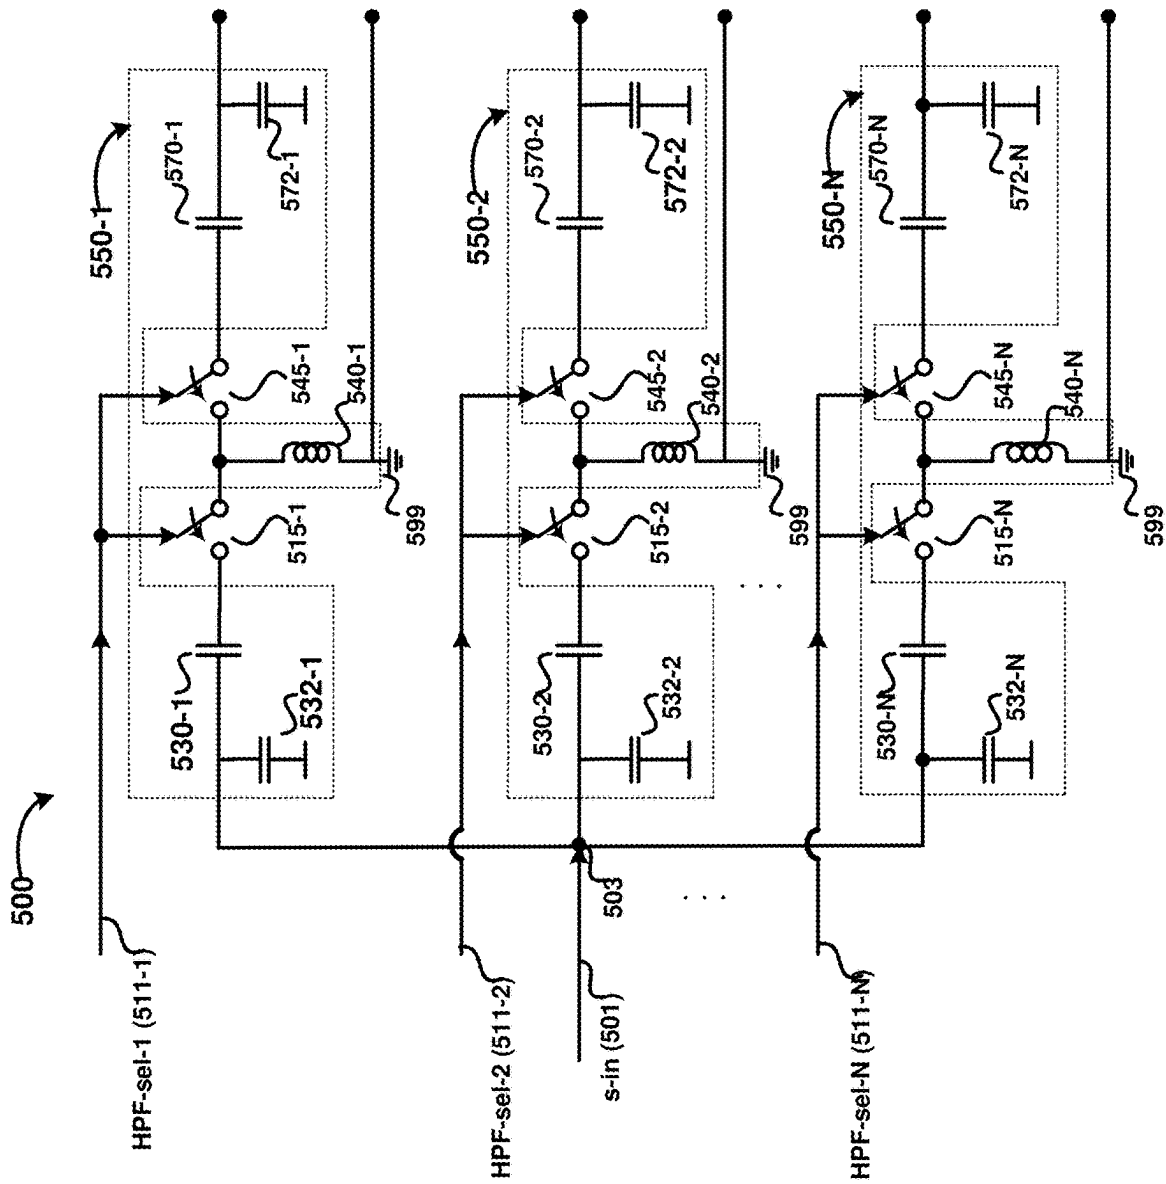 500
HPF-sel-1 (511-1)
550-1
530-1
532-1
515-1
540-1
545-1
570-1
572-1
599
HPF-sel-2 (511-2)
s-in (501)
503
550-2
530-2
532-2
515-2
540-2
545-2
570-2
572-2
599
. . .
. . .
HPF-sel-N (511-N)
550-N
530-N
532-N
515-N
540-N
545-N
570-N
572-N
599